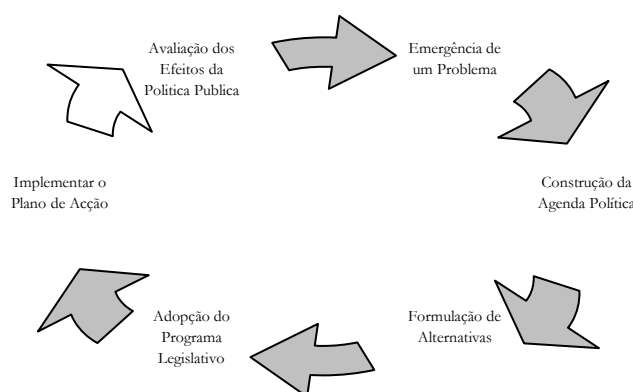 Avaliação dos
Efeitos da
Politica Publica
Emergência de
um Problema
Construção da
Agenda Política
Formulação de
Alternativas
Adopção do
Programa
Legislativo
Implementar o
Plano de Acção